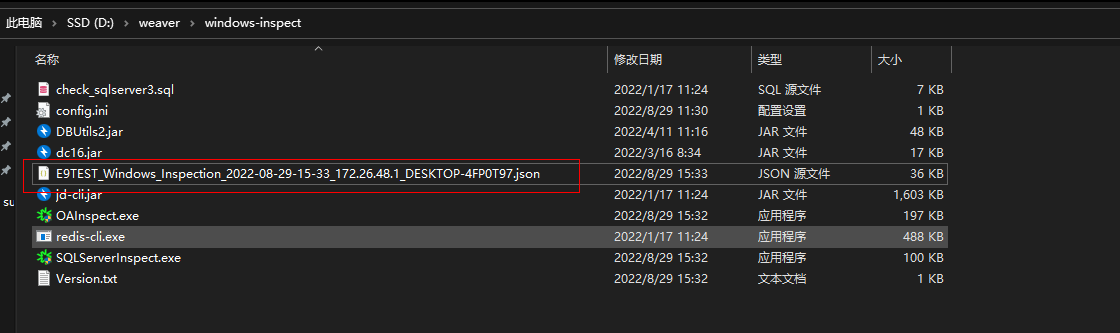 此电脑 > SSD (D:) > weaver > windows-inspect
名称 修改日期 类型 大小
check_sqlserver3.sql 2022/1/17 11:24 SQL 源文件 7 KB
config.ini 2022/8/29 11:30 配置设置 1 KB
DBUtils2.jar 2022/4/11 11:16 JAR 文件 48 KB
dc16.jar 2022/3/16 8:34 JAR 文件 17 KB
E9TEST_Windows_Inspection_2022-08-29-15-33_172.26.48.1_DESKTOP-4FP0T97.json 2022/8/29 15:33 JSON 源文件 36 KB
jd-cli.jar 2022/1/17 11:24 JAR 文件 1,603 KB
su
OAInspect.exe 2022/8/29 15:32 应用程序 197 KB
redis-cli.exe 2022/1/17 11:24 应用程序 488 KB
SQLServerInspect.exe 2022/8/29 15:32 应用程序 100 KB
Version.txt 2022/8/29 15:32 文本文档 1 KB